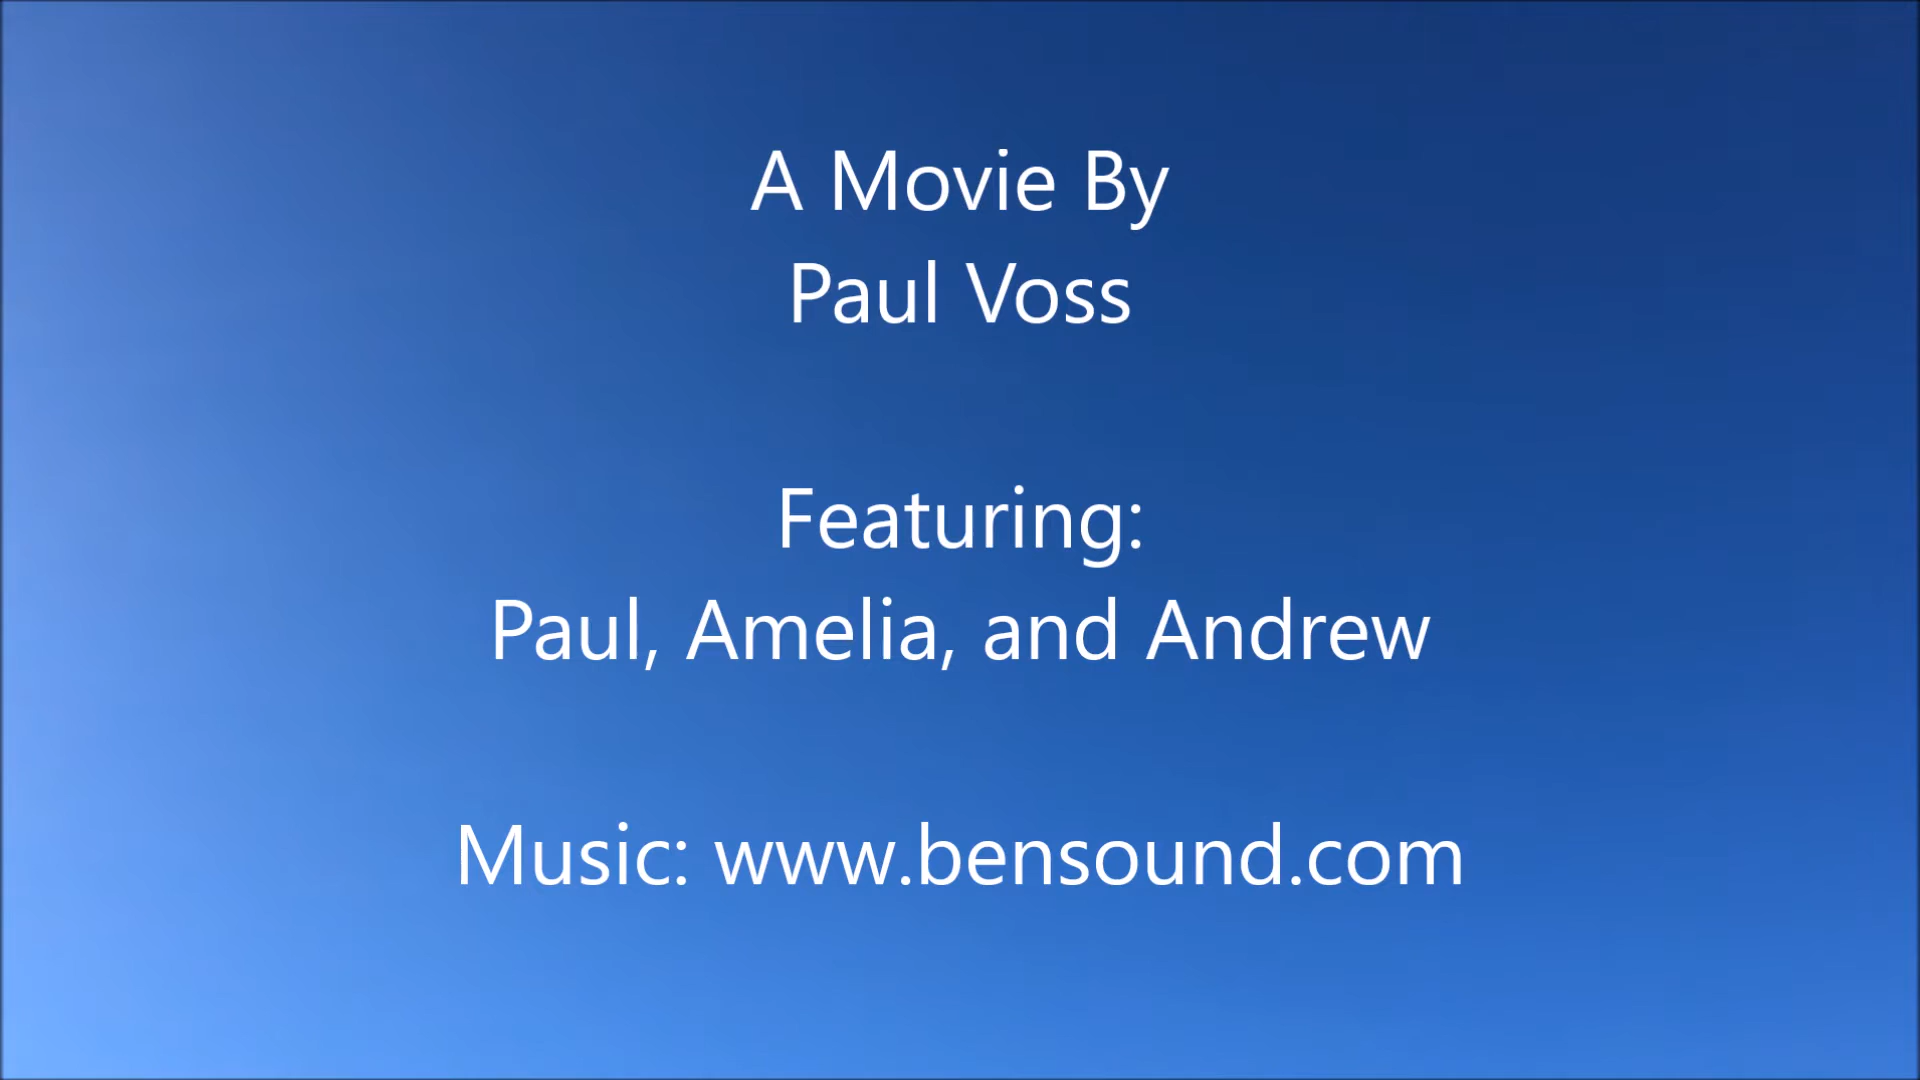 A Movie By
Paul Voss
Featuring:
Paul, Amelia, and Andrew
Music: www.bensound.com